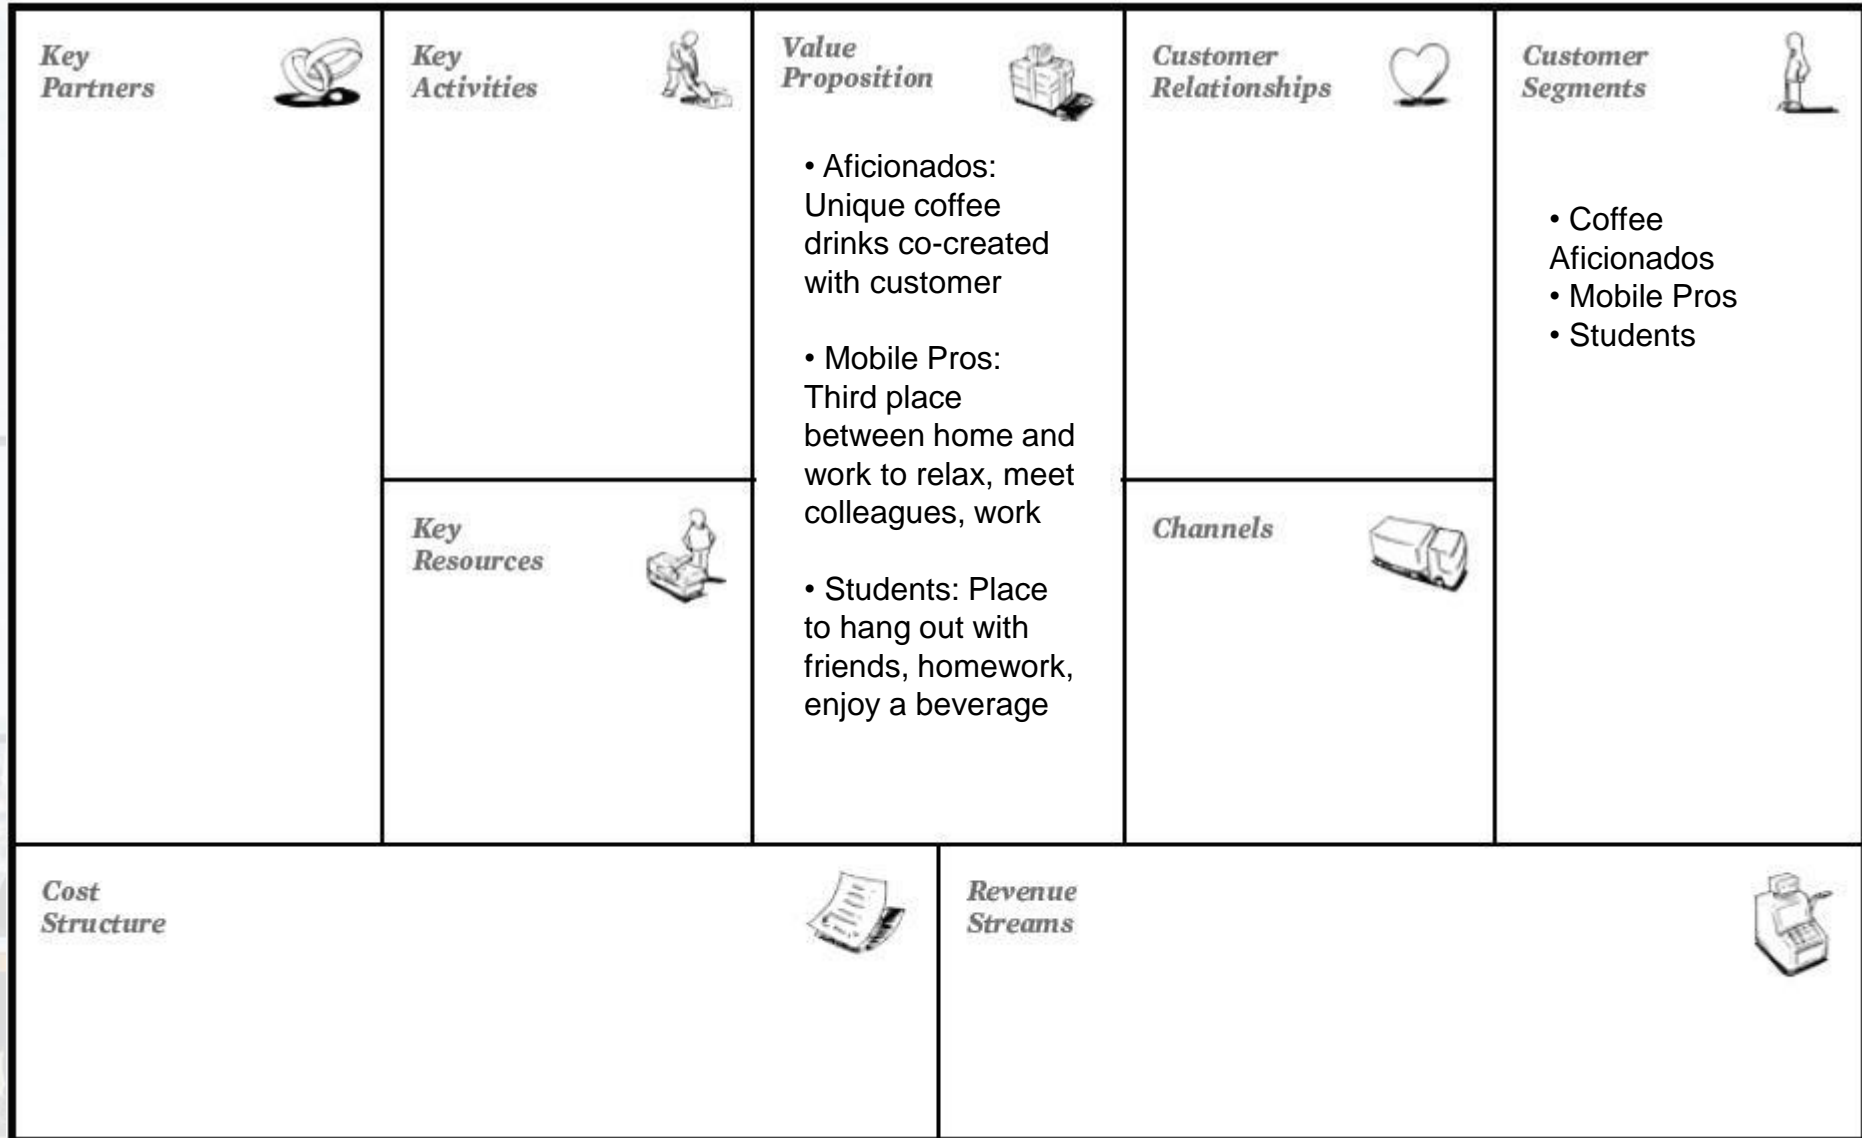 Key
Partners
Key
Activities
Value
Proposition
• Aficionados:
Unique coffee
drinks co-created
with customer
• Mobile Pros:
Third place
between home and
work to relax, meet
colleagues, work
• Students: Place
to hang out with
friends, homework,
enjoy a beverage
Customer
Relationships
Customer
Segments
• Coffee
Aficionados
• Mobile Pros
• Students
Key
Resources
Channels
Cost
Structure
Revenue
Streams